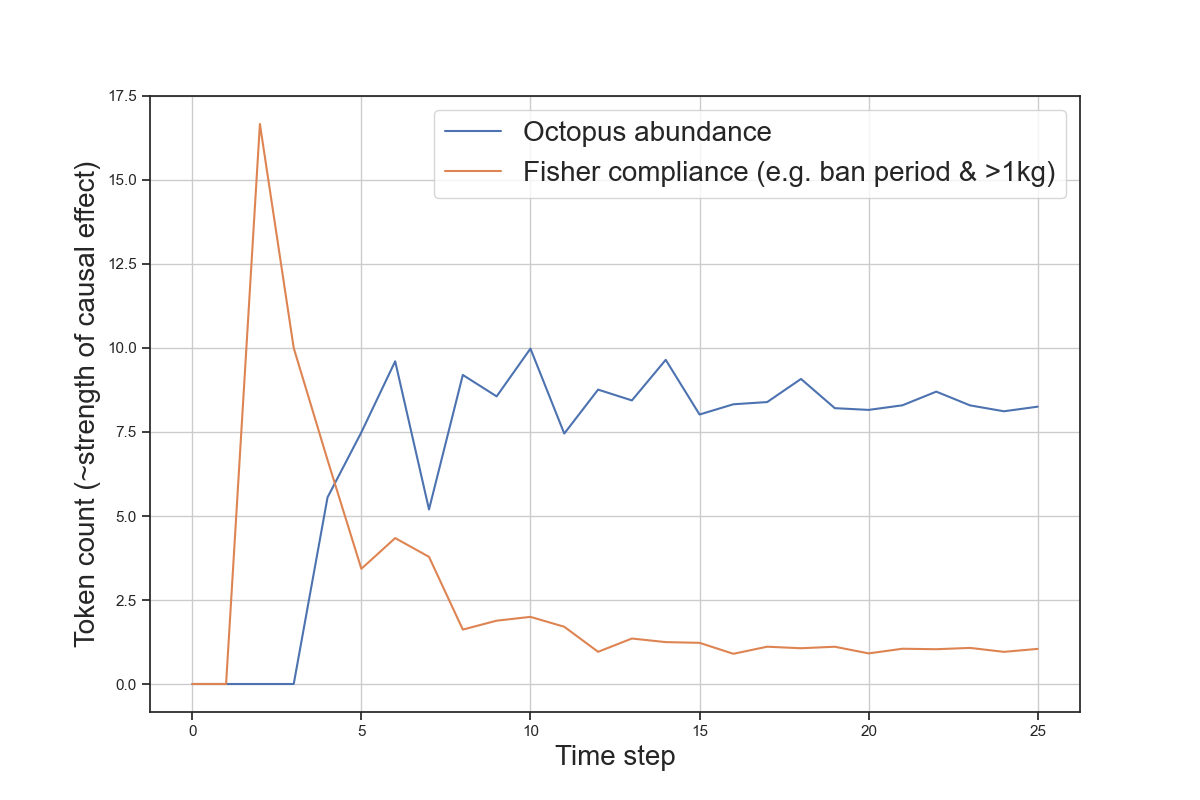 17.5
15.0
12.5
10.0
7.5
5.0
2.5
0.0
Token count (~strength of causal effect)
Octopus abundance
Fisher compliance (e.g. ban period & >1kg)
0 5 10 15 20 25
Time step